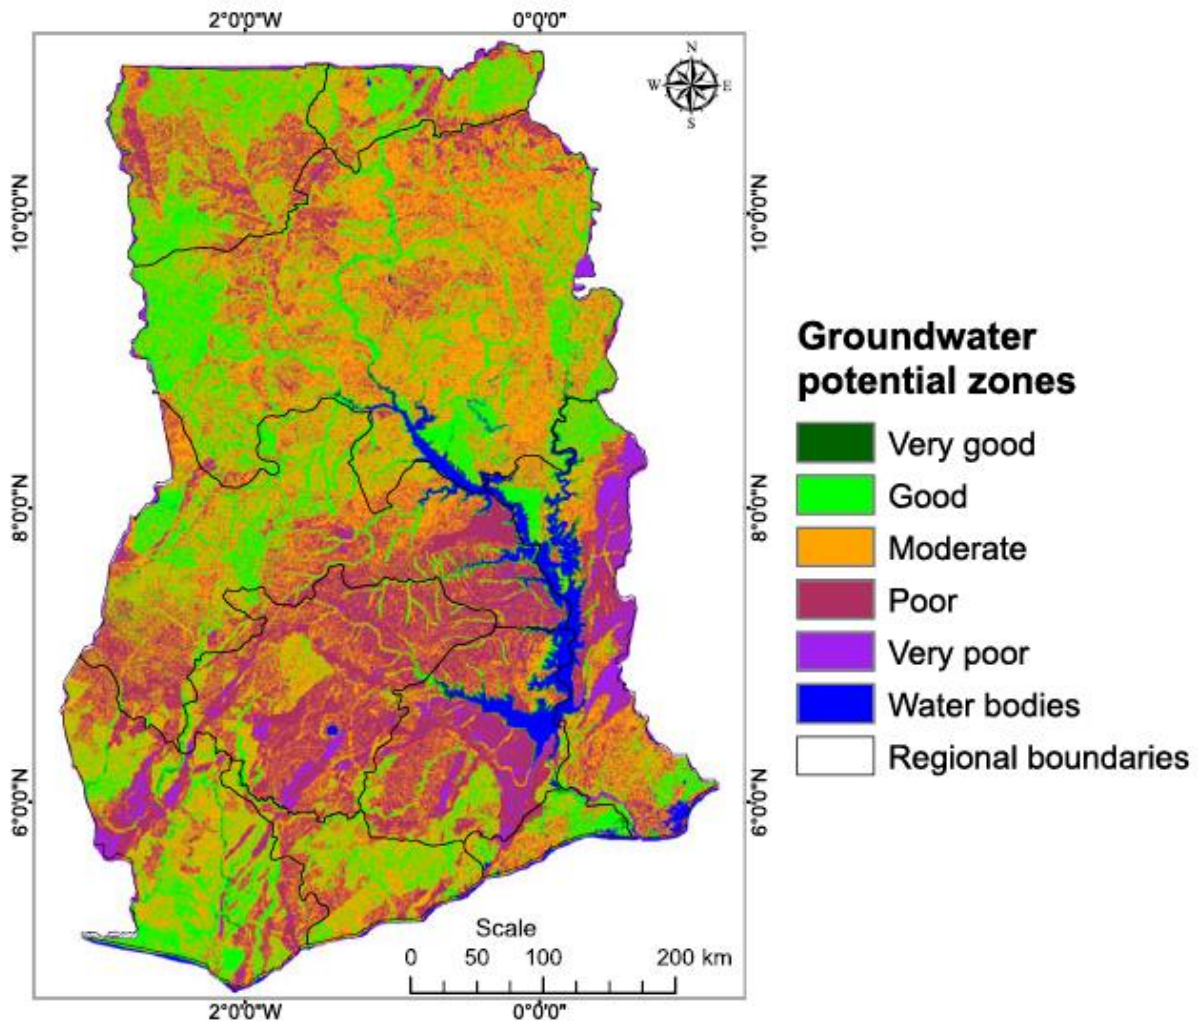 2°0'0"W 0°0'0"
N
W E
S
10°0'0"N 10°0'0"N
8°0'0"N 8°0'0"N
6°0'0"N 6°0'0"N
Groundwater
potential zones
Very good
Good
Moderate
Poor
Very poor
Water bodies
Regional boundaries
Scale
0 50 100 200 km
2°0'0"W 0°0'0"